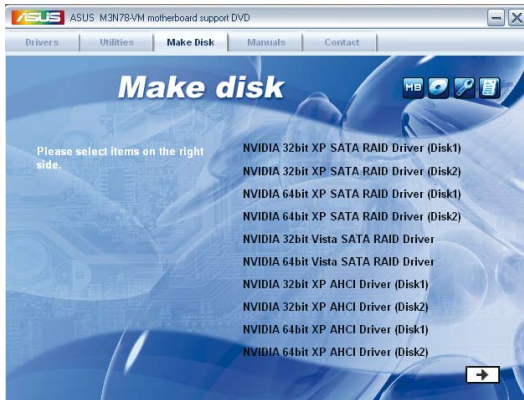 ASUS ASUS M3N78-VM motherboard support DVD
Drivers Utilities Make Disk Manuals Contact
Make disk
MB
Please select items on the right
side.
NVIDIA 32bit XP SATA RAID Driver (Disk1)
NVIDIA 32bit XP SATA RAID Driver (Disk2)
NVIDIA 64bit XP SATA RAID Driver (Disk1)
NVIDIA 64bit XP SATA RAID Driver (Disk2)
NVIDIA 32bit Vista SATA RAID Driver
NVIDIA 64bit Vista SATA RAID Driver
NVIDIA 32bit XP AHCI Driver (Disk1)
NVIDIA 32bit XP AHCI Driver (Disk2)
NVIDIA 64bit XP AHCI Driver (Disk1)
NVIDIA 64bit XP AHCI Driver (Disk2)